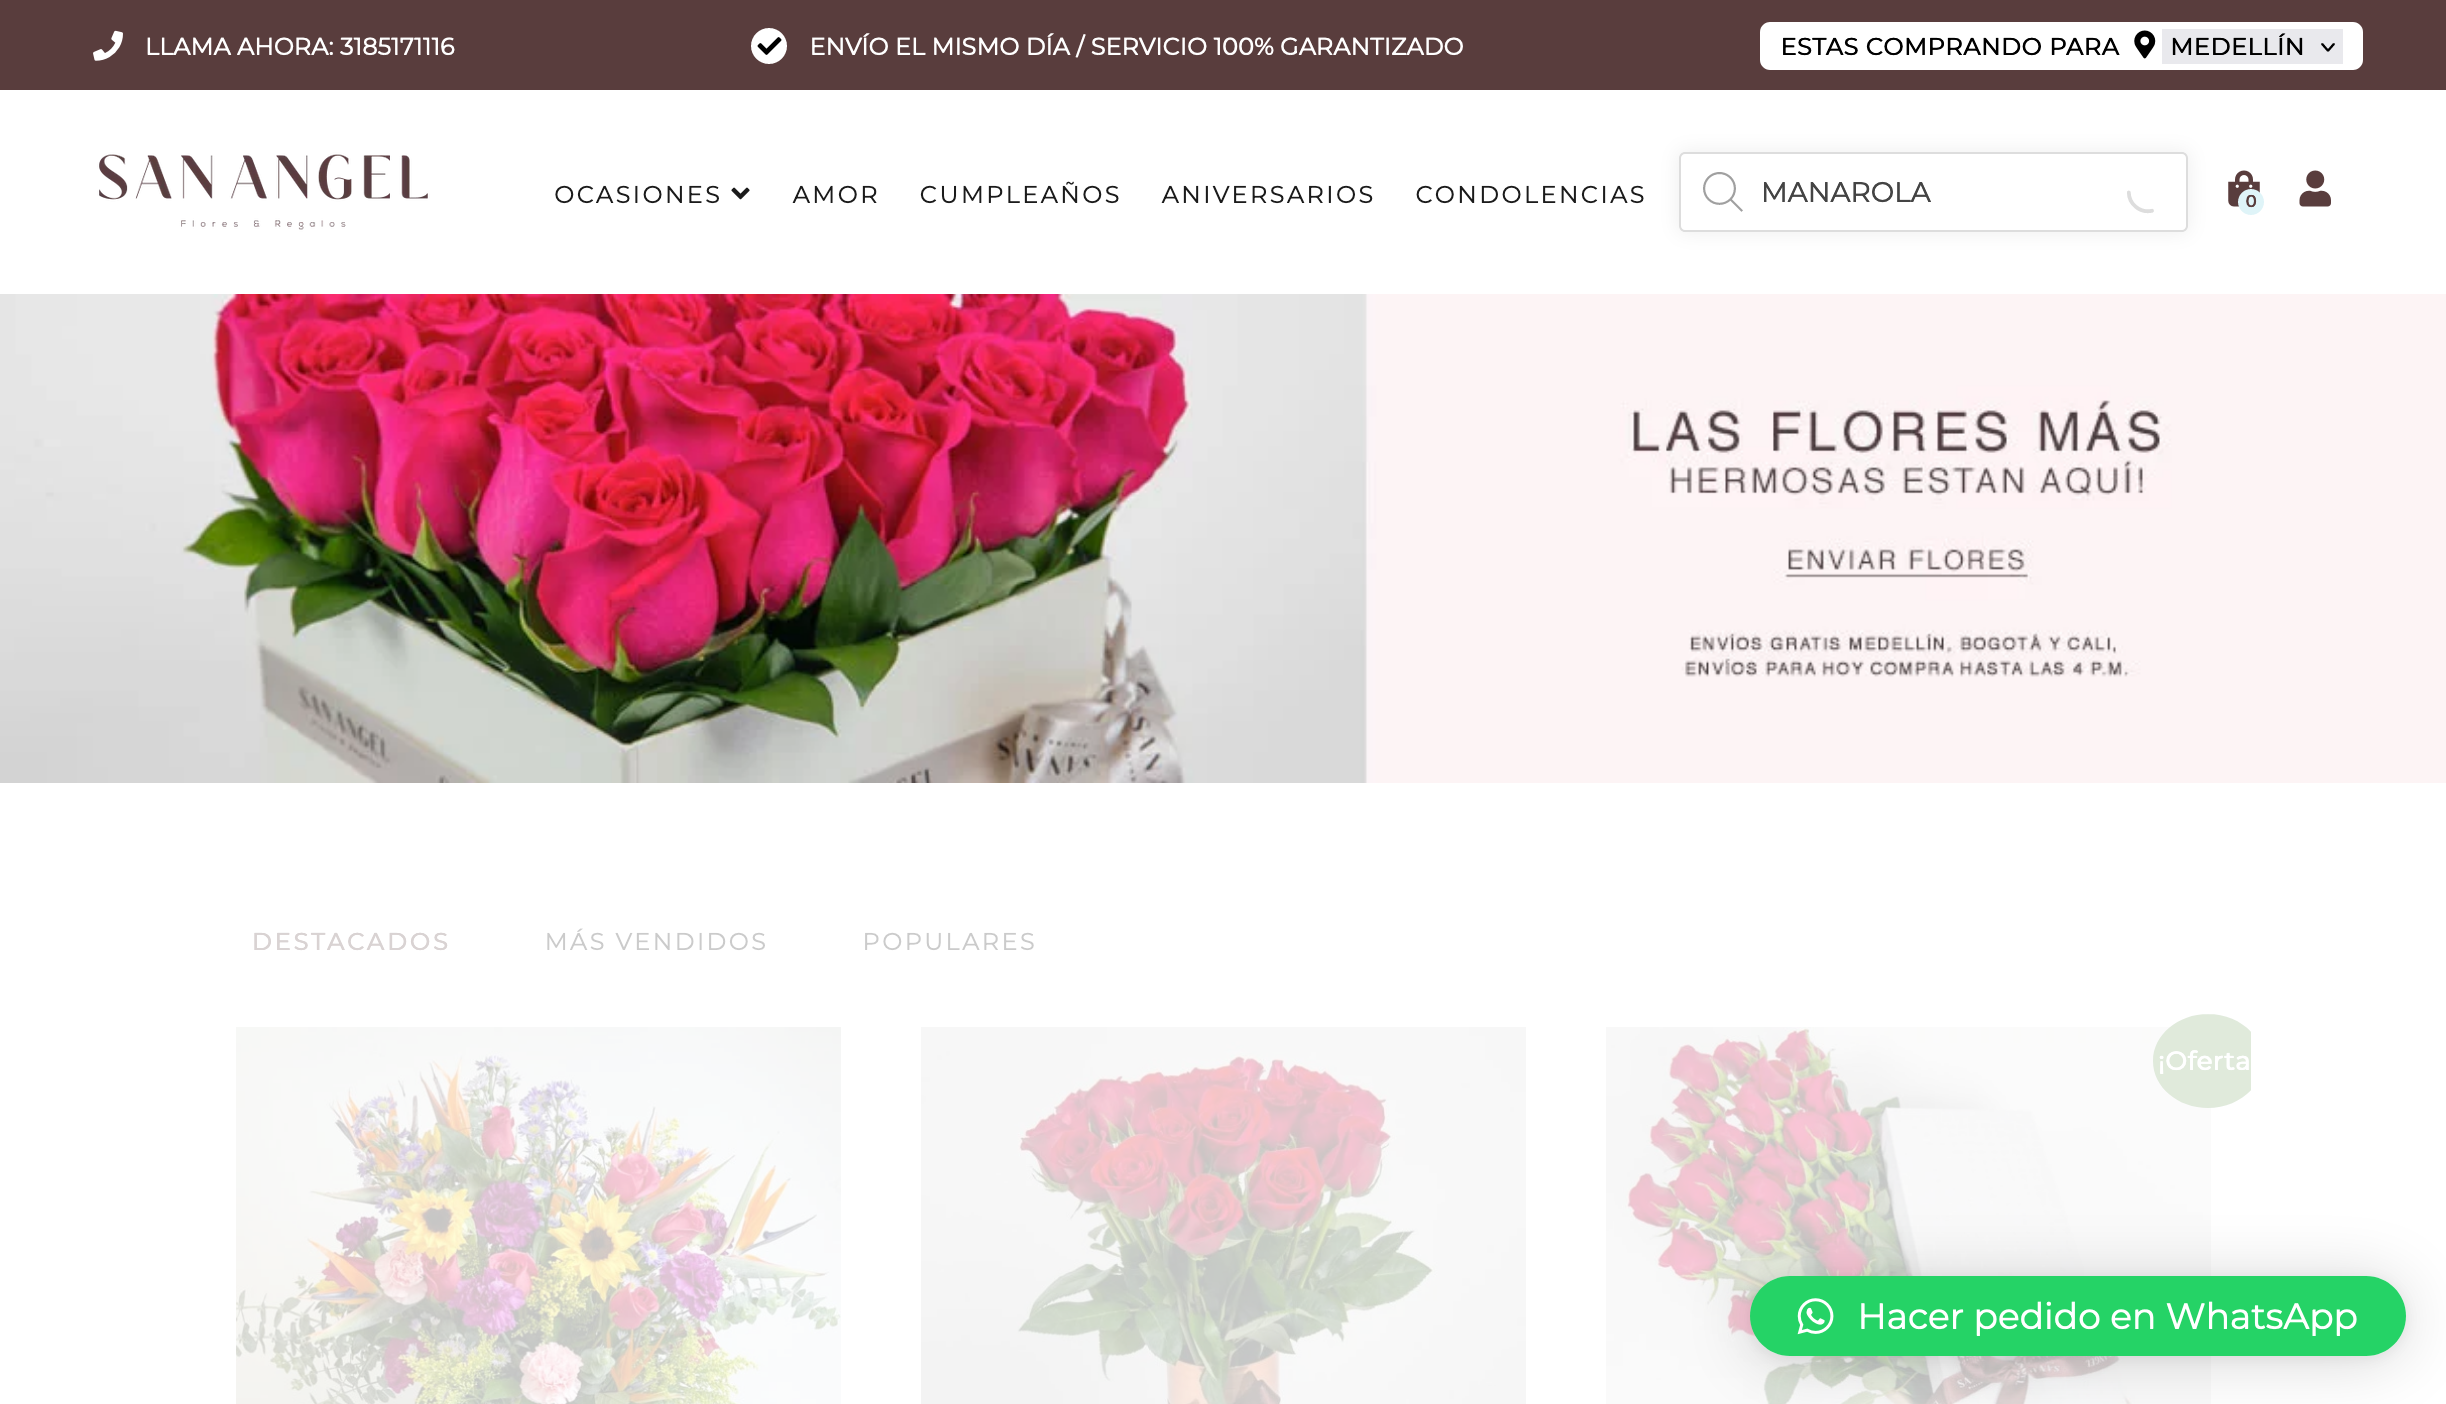 LLAMA AHORA: 3185171116
ENVÍO EL MISMO DÍA / SERVICIO 100% GARANTIZADO
ESTAS COMPRANDO PARA MEDELLÍN
SAN ANGEL
Flores & Regalos
OCASIONES
AMOR
CUMPLEAÑOS
ANIVERSARIOS
CONDOLENCIAS
MANAROLA
0
LAS FLORES MÁS
HERMOSAS ESTAN AQUÍ!
ENVIAR FLORES
ENVÍOS GRATIS MEDELLÍN, BOGOTÁ Y CALI,
ENVÍOS PARA HOY COMPRA HASTA LAS 4 P.M.
SAN ANGEL
DESTACADOS
MÁS VENDIDOS
POPULARES
¡Oferta
Hacer pedido en WhatsApp